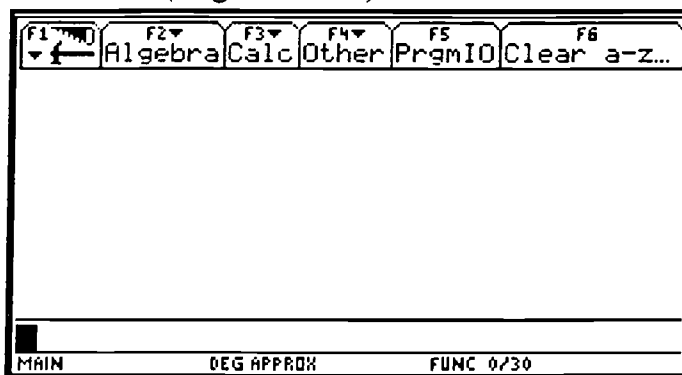 F1 F2 F3 F4 F5 F6
Algebra Calc Other PrgmIO Clear a-z...
MAIN DEG APPROX FUNC 0/30